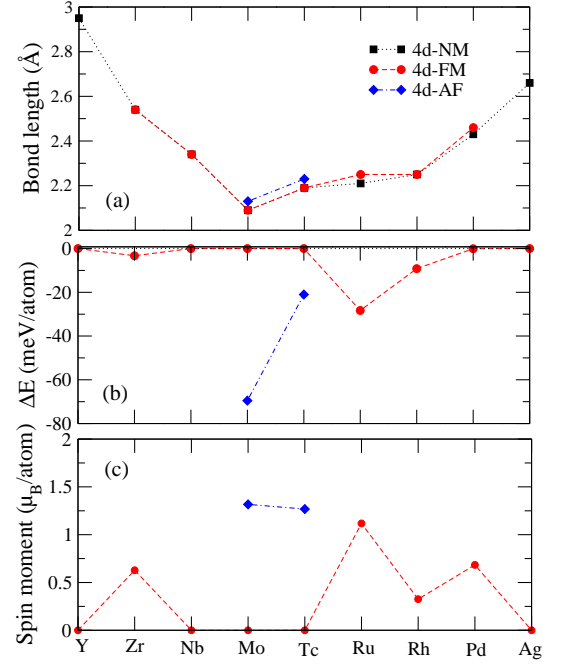 3
2.8
2.6
2.4
2.2
2
Bond length (Å)
4d-NM
4d-FM
4d-AF
(a)
0
-20
-40
-60
-80
ΔE (meV/atom)
(b)
2
1.5
1
0.5
0
Spin moment (μ_B/atom)
(c)
Y Zr Nb Mo Tc Ru Rh Pd Ag